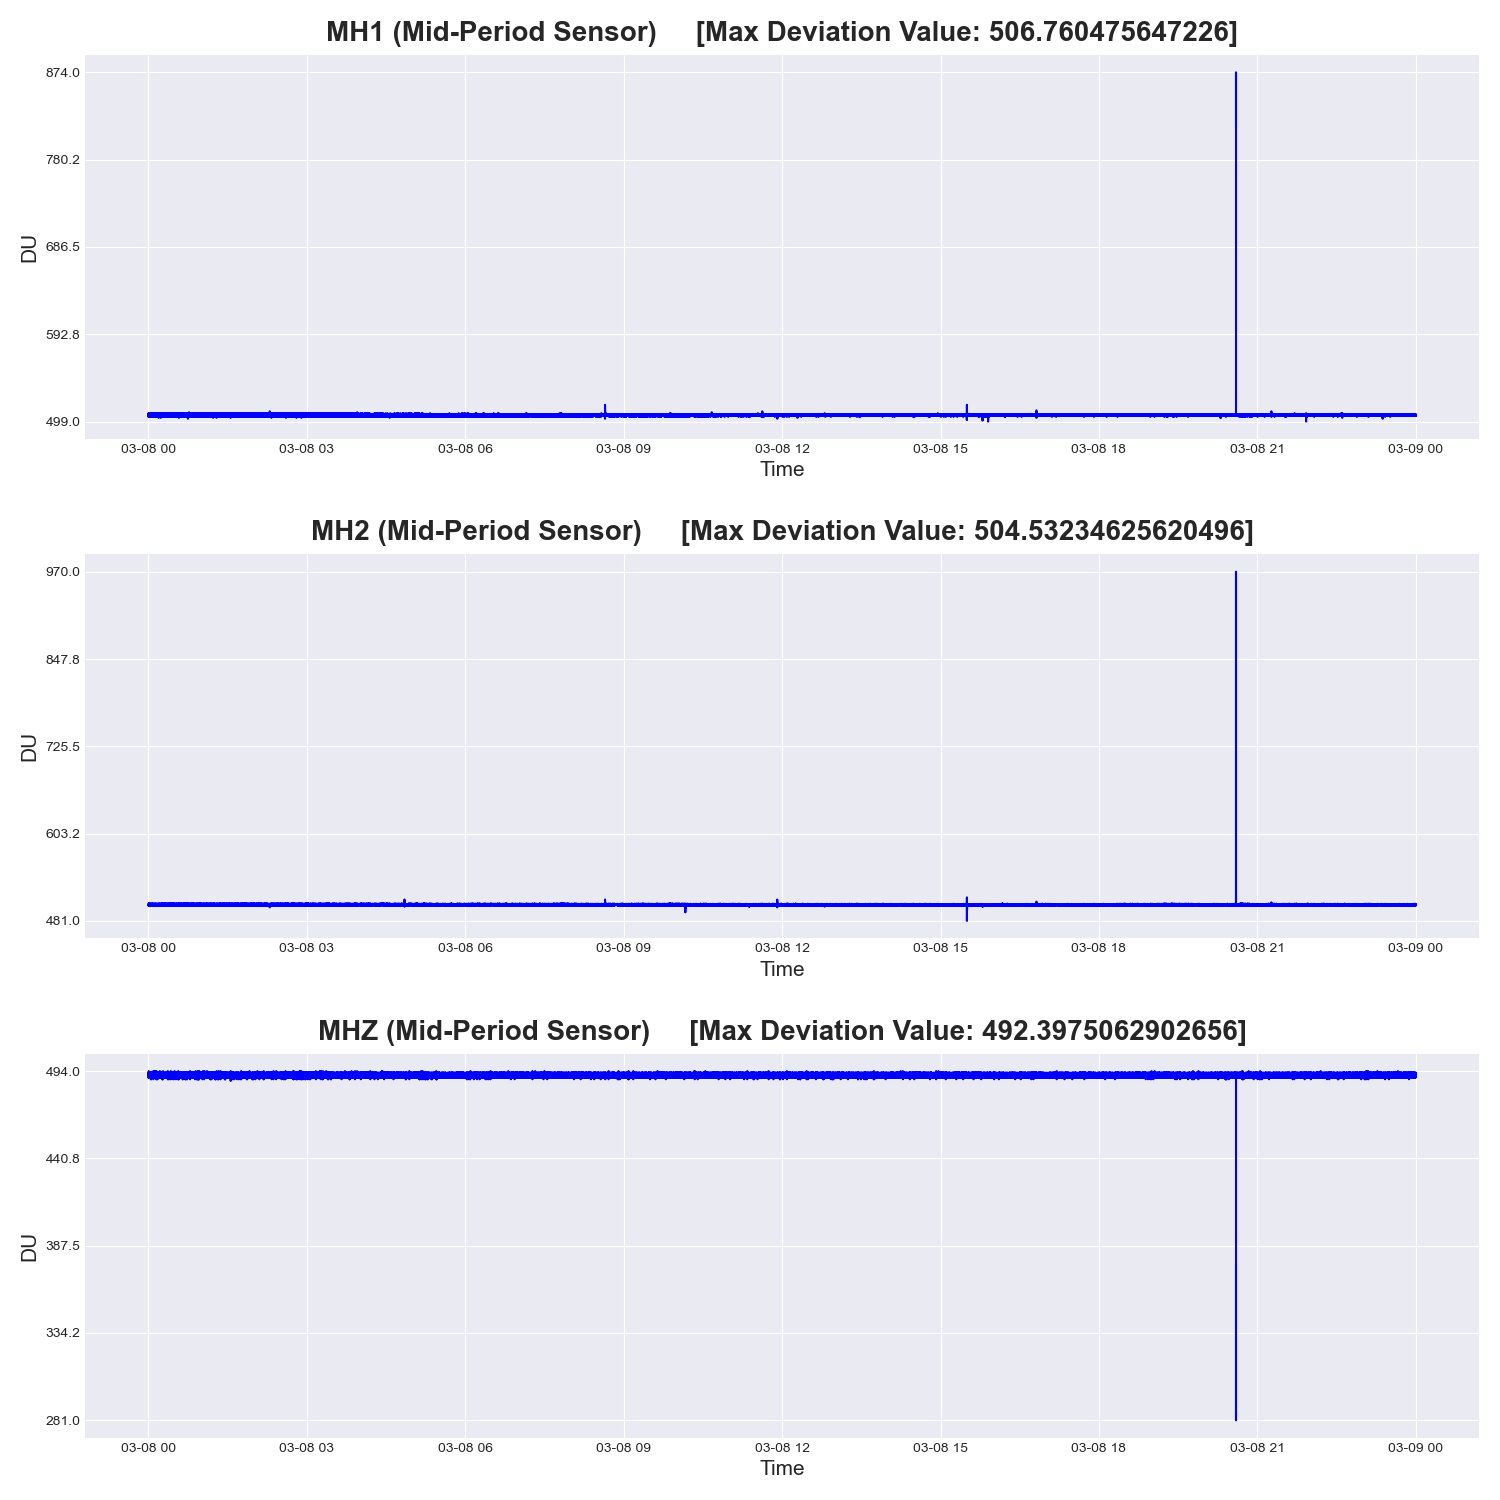 MH1 (Mid-Period Sensor) [Max Deviation Value: 506.760475647226]
874.0
780.2
686.5
592.8
499.0
DU
03-08 00 03-08 03 03-08 06 03-08 09 03-08 12 03-08 15 03-08 18 03-08 21 03-09 00
Time
MH2 (Mid-Period Sensor) [Max Deviation Value: 504.53234625620496]
970.0
847.8
725.5
603.2
481.0
DU
03-08 00 03-08 03 03-08 06 03-08 09 03-08 12 03-08 15 03-08 18 03-08 21 03-09 00
Time
MHZ (Mid-Period Sensor) [Max Deviation Value: 492.3975062902656]
494.0
440.8
387.5
334.2
281.0
DU
03-08 00 03-08 03 03-08 06 03-08 09 03-08 12 03-08 15 03-08 18 03-08 21 03-09 00
Time